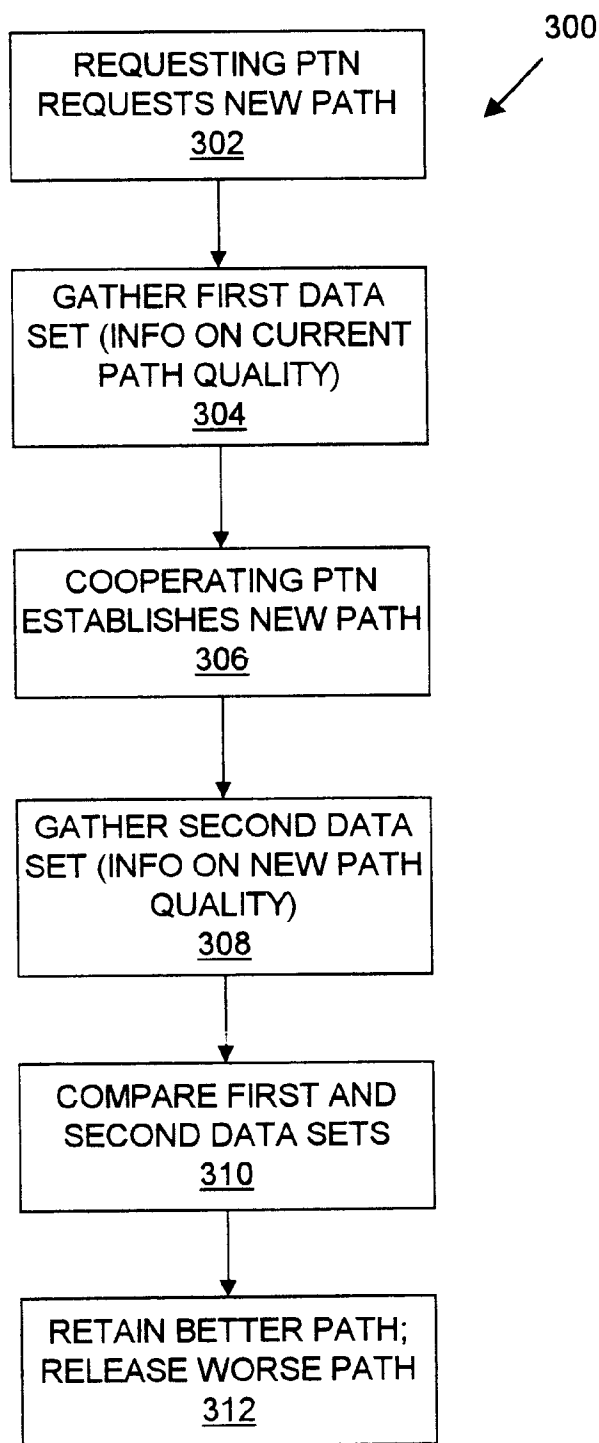 300
REQUESTING PTN
REQUESTS NEW PATH
302
GATHER FIRST DATA
SET (INFO ON CURRENT
PATH QUALITY)
304
COOPERATING PTN
ESTABLISHES NEW PATH
306
GATHER SECOND DATA
SET (INFO ON NEW PATH
QUALITY)
308
COMPARE FIRST AND
SECOND DATA SETS
310
RETAIN BETTER PATH;
RELEASE WORSE PATH
312